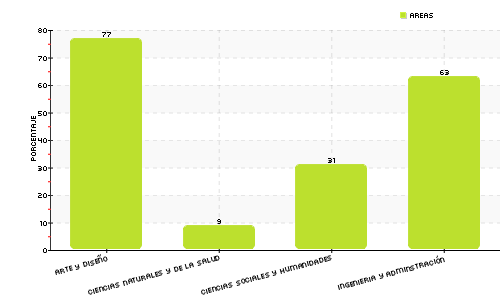 AREAS
PORCENTAJE
80
70
60
50
40
30
20
10
0
77
9
31
63
ARTE Y DISEÑO
CIENCIAS NATURALES Y DE LA SALUD
CIENCIAS SOCIALES Y HUMANIDADES
INGENIERIA Y ADMINSTRACIÓN